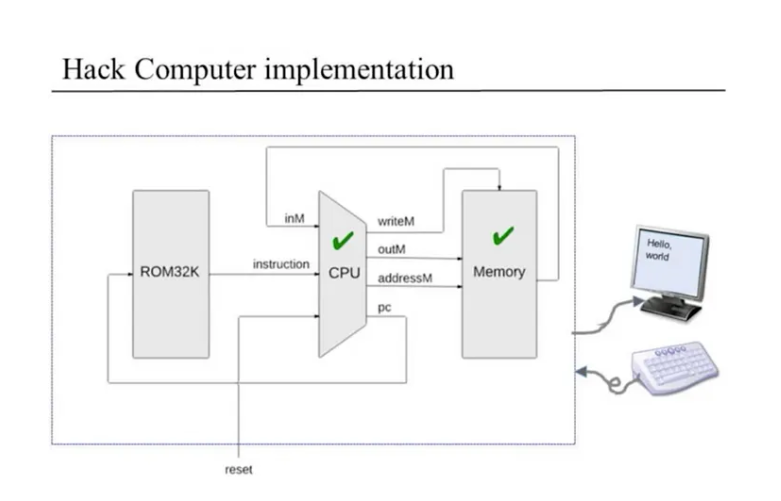 Hack Computer implementation
inM
writeM
outM
instruction
ROM32K
CPU
addressM
Memory
pc
reset
Hello,
world